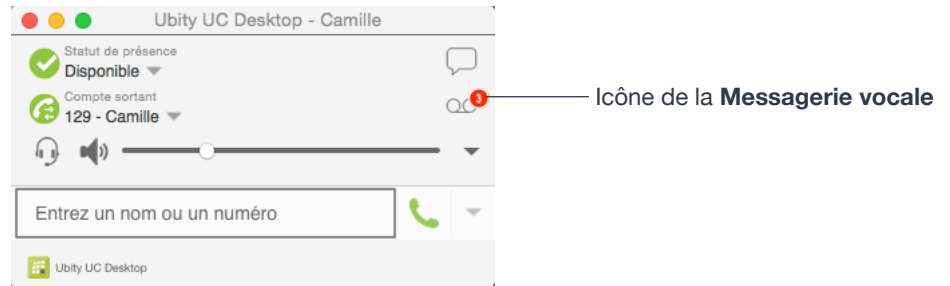 Ubity UC Desktop - Camille
Statut de présence
Disponible
Compte sortant
129 - Camille
3
Icône de la Messagerie vocale
Entrez un nom ou un numéro
Ubity UC Desktop